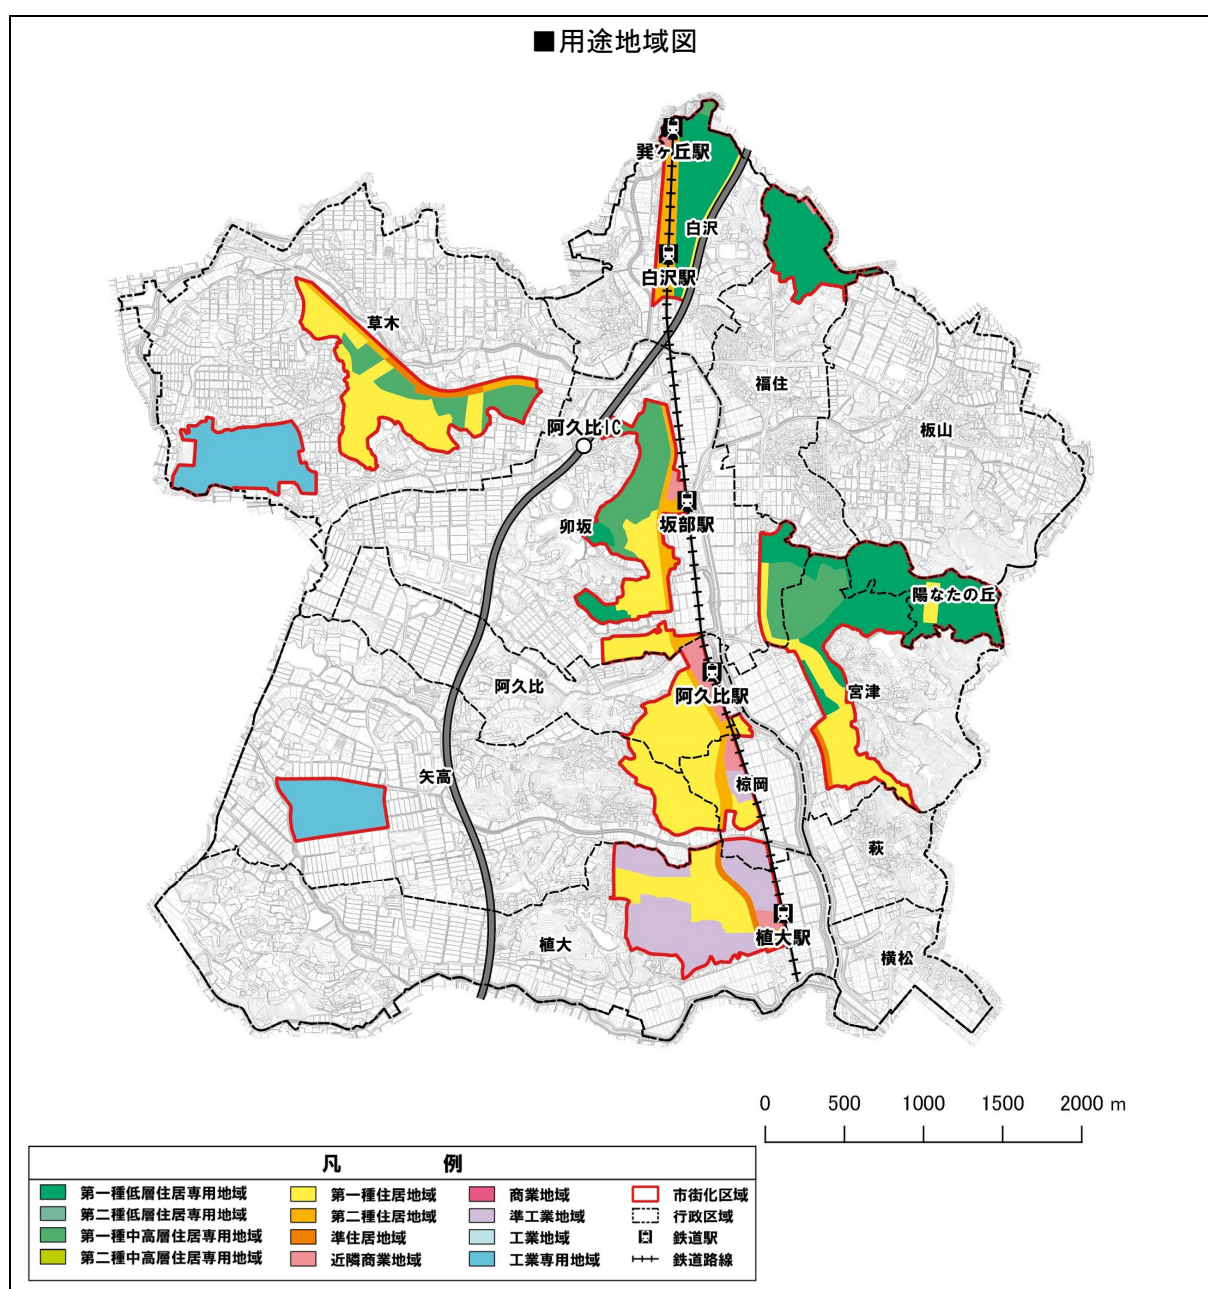 ■用途地域図
巽ヶ丘駅
白沢
白沢駅
草木
福住
阿久比IC
板山
卯坂
坂部駅
陽なたの丘
阿久比
阿久比駅
宮津
矢高
椋岡
萩
植大
植大駅
横松
0 500 1000 1500 2000 m
凡 例
第一種低層住居専用地域 第一種住居地域 商業地域 市街化区域
第二種低層住居専用地域 第二種住居地域 準工業地域 行政区域
第一種中高層住居専用地域 準住居地域 工業地域 鉄道駅
第二種中高層住居専用地域 近隣商業地域 工業専用地域 鉄道路線